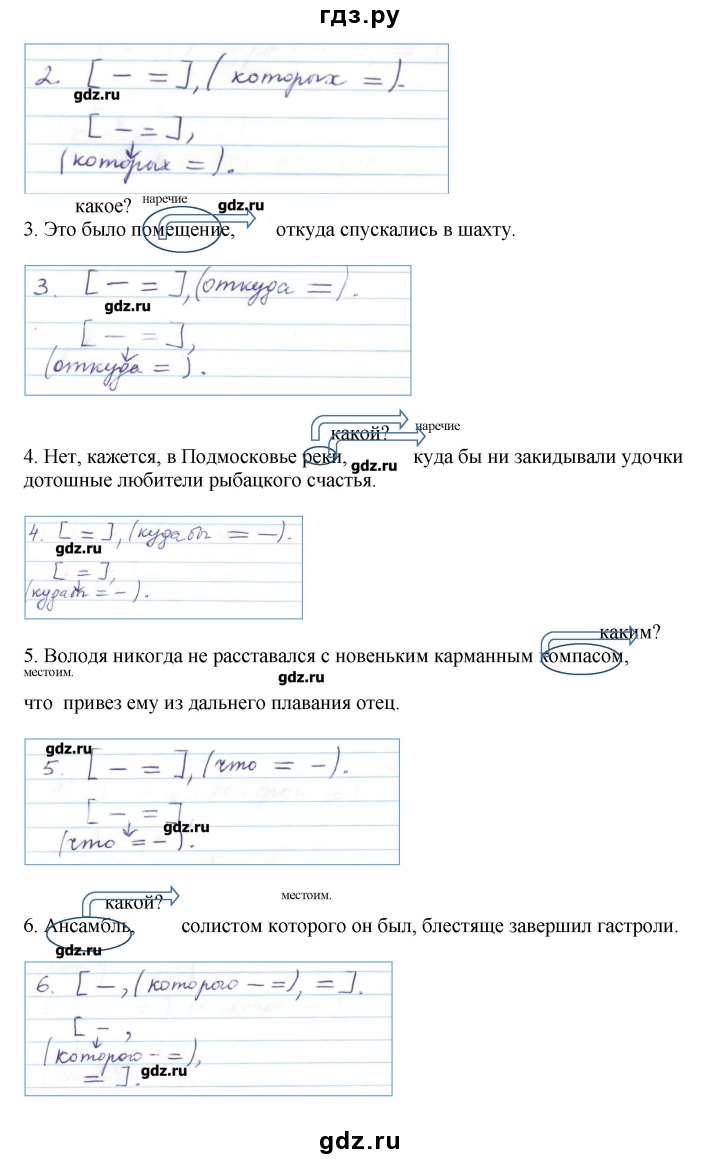 гдз.ру
2. [ – = ], ( которых = ).
gdz.ru
[ – = ],
(которых = ).
какое? наречие gdz.ru
3. Это было помещение, откуда спускались в шахту.
3. [ – = ], (откуда = ).
gdz.ru
[ – = ],
(откуда = ).
какой? наречие
4. Нет, кажется, в Подмосковье реки, gdz.ru куда бы ни закидывали удочки
дотошные любители рыбацкого счастья.
4. [ = ], (куда бы = –).
gdz.ru
[ = ],
= – ).
каким?
5. Володя никогда не расставался с новеньким карманным компасом,
местоим. gdz.ru
что привез ему из дальнего плавания отец.
gdz.ru
5. [ – = ], (что = –).
[ – = ]
gdz.ru
(что = – ).
какой? местоим.
6. Ансамбль, солистом которого он был, блестяще завершил гастроли.
gdz.ru
6. [ –, ( которого – =), = ].
[ – ,
(которого – =),
= ]. gdz.ru
gdz.ru